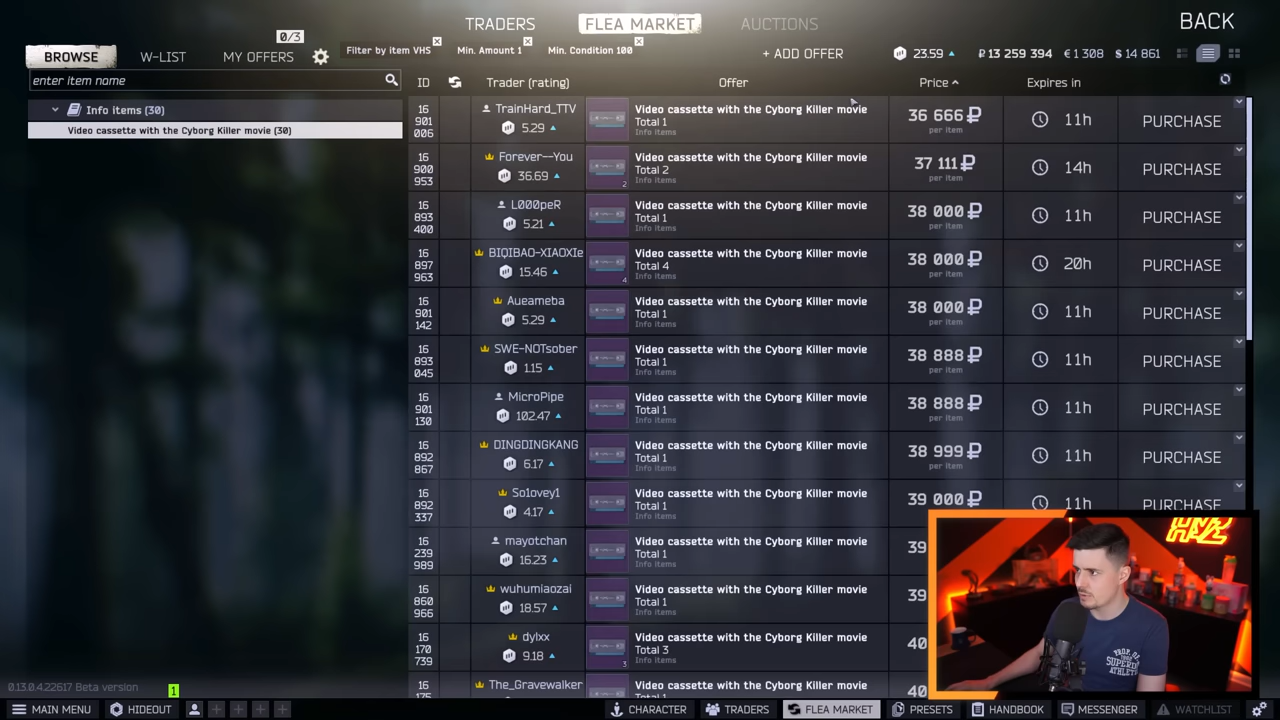 TRADERS
FLEA MARKET
AUCTIONS
BACK
0/3
BROWSE
W-LIST
MY OFFERS
Filter by item VHS
Min. Amount 1
Min. Condition 100
+ ADD OFFER
23.59
₽ 13 259 394
€ 1 308
$ 14 861
enter item name
ID
Trader (rating)
Offer
Price
Expires in
Info items (30)
Video cassette with the Cyborg Killer movie (30)
16
901
006
TrainHard_TTV
5.29
Video cassette with the Cyborg Killer movie
Total 1
Info items
36 666 ₽
per item
11h
PURCHASE
16
900
953
Forever--You
36.69
2
Video cassette with the Cyborg Killer movie
Total 2
Info items
37 111 ₽
per item
14h
PURCHASE
16
893
400
L000peR
5.21
Video cassette with the Cyborg Killer movie
Total 1
Info items
38 000 ₽
per item
11h
PURCHASE
16
897
963
BIQIBAO-XIAOXIe
15.46
4
Video cassette with the Cyborg Killer movie
Total 4
Info items
38 000 ₽
per item
20h
PURCHASE
16
901
142
Aueameba
5.29
Video cassette with the Cyborg Killer movie
Total 1
Info items
38 000 ₽
per item
11h
PURCHASE
16
893
045
SWE-NOTsober
1.15
Video cassette with the Cyborg Killer movie
Total 1
Info items
38 888 ₽
per item
11h
PURCHASE
16
901
130
MicroPipe
102.47
Video cassette with the Cyborg Killer movie
Total 1
Info items
38 888 ₽
per item
11h
PURCHASE
16
892
867
DINGDINGKANG
6.17
Video cassette with the Cyborg Killer movie
Total 1
Info items
38 999 ₽
per item
11h
PURCHASE
16
892
337
So1ovey1
4.17
Video cassette with the Cyborg Killer movie
Total 1
Info items
39 000 ₽
11h
PURCHASE
16
239
989
mayotchan
16.23
Video cassette with the Cyborg Killer movie
Total 1
Info items
39
16
860
966
wuhumiaozai
18.57
Video cassette with the Cyborg Killer movie
Total 1
Info items
39
16
170
739
dylxx
9.18
3
Video cassette with the Cyborg Killer movie
Total 3
Info items
40
16
The_Gravewalker
Video cassette with the Cyborg Killer movie
40
0.13.0.4.22617 Beta version
1
MAIN MENU
HIDEOUT
CHARACTER
TRADERS
FLEA MARKET
PRESETS
HANDBOOK
MESSENGER
WATCHLIST